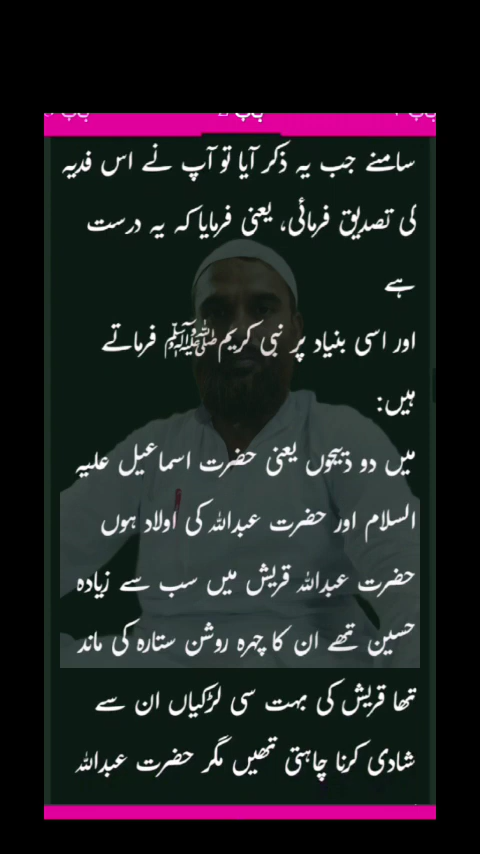 سامنے جب یہ ذکر آیا تو آپ نے اس فدیہ
کی تصدیق فرمائی، یعنی فرمایا کہ یہ درست
ہے
اور اسی بنیاد پر نبی کریمﷺ فرماتے
ہیں:
میں دو ذبیحوں یعنی حضرت اسماعیل علیہ
السلام اور حضرت عبداللہ کی اولاد ہوں
حضرت عبداللہ قریش میں سب سے زیادہ
حسین تھے ان کا چہرہ روشن ستارہ کی ماند
تھا قریش کی بہت سی لڑکیاں ان سے
شادی کرنا چاہتی تھیں مگر حضرت عبداللہ